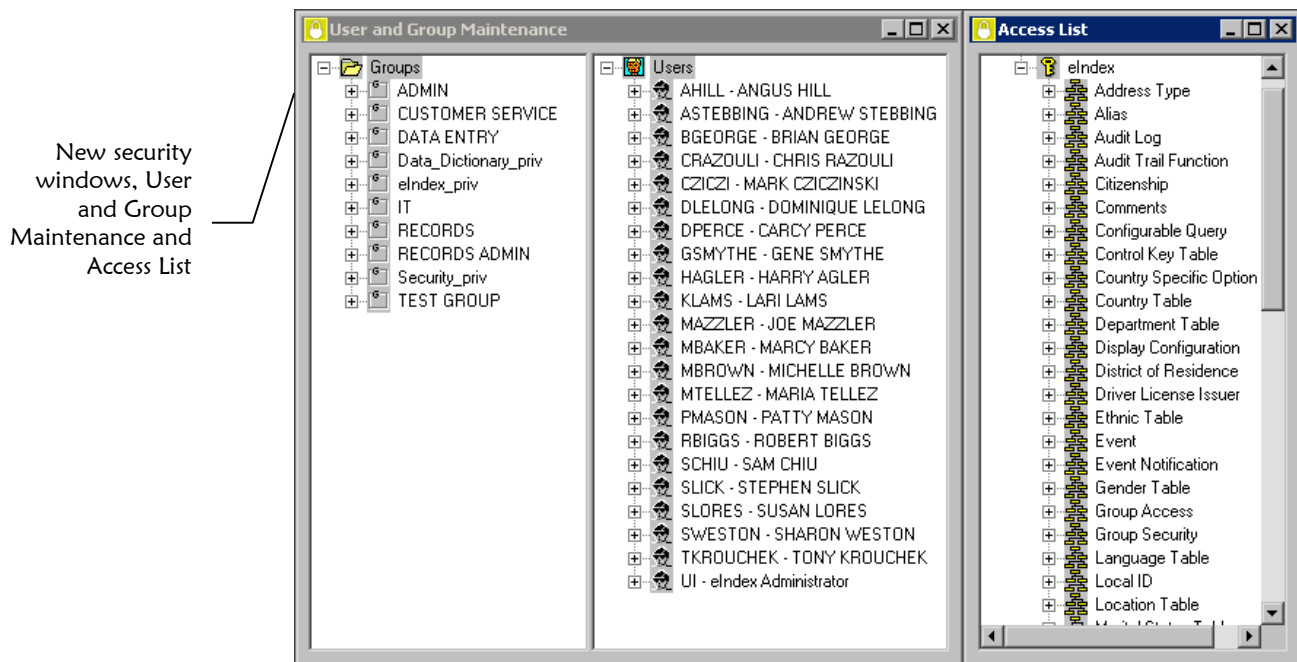 New security
windows, User
and Group
Maintenance and
Access List
User and Group Maintenance
Groups
ADMIN
CUSTOMER SERVICE
DATA ENTRY
Data_Dictionary_priv
eIndex_priv
IT
RECORDS
RECORDS ADMIN
Security_priv
TEST GROUP
Users
AHILL - ANGUS HILL
ASTEBBING - ANDREW STEBBING
BGEORGE - BRIAN GEORGE
CRAZOULI - CHRIS RAZOULI
CZICZI - MARK CZICZINSKI
DLELONG - DOMINIQUE LELONG
DPERCE - CARCY PERCE
GSMYTHE - GENE SMYTHE
HAGLER - HARRY AGLER
KLAMS - LARI LAMS
MAZZLER - JOE MAZZLER
MBAKER - MARCY BAKER
MBROWN - MICHELLE BROWN
MTELLEZ - MARIA TELLEZ
PMASON - PATTY MASON
RBIGGS - ROBERT BIGGS
SCHIU - SAM CHIU
SLICK - STEPHEN SLICK
SLORES - SUSAN LORES
SWESTON - SHARON WESTON
TKROUCHEK - TONY KROUCHEK
UI - eIndex Administrator
Access List
eIndex
Address Type
Alias
Audit Log
Audit Trail Function
Citizenship
Comments
Configurable Query
Control Key Table
Country Specific Option
Country Table
Department Table
Display Configuration
District of Residence
Driver License Issuer
Ethnic Table
Event
Event Notification
Gender Table
Group Access
Group Security
Language Table
Local ID
Location Table